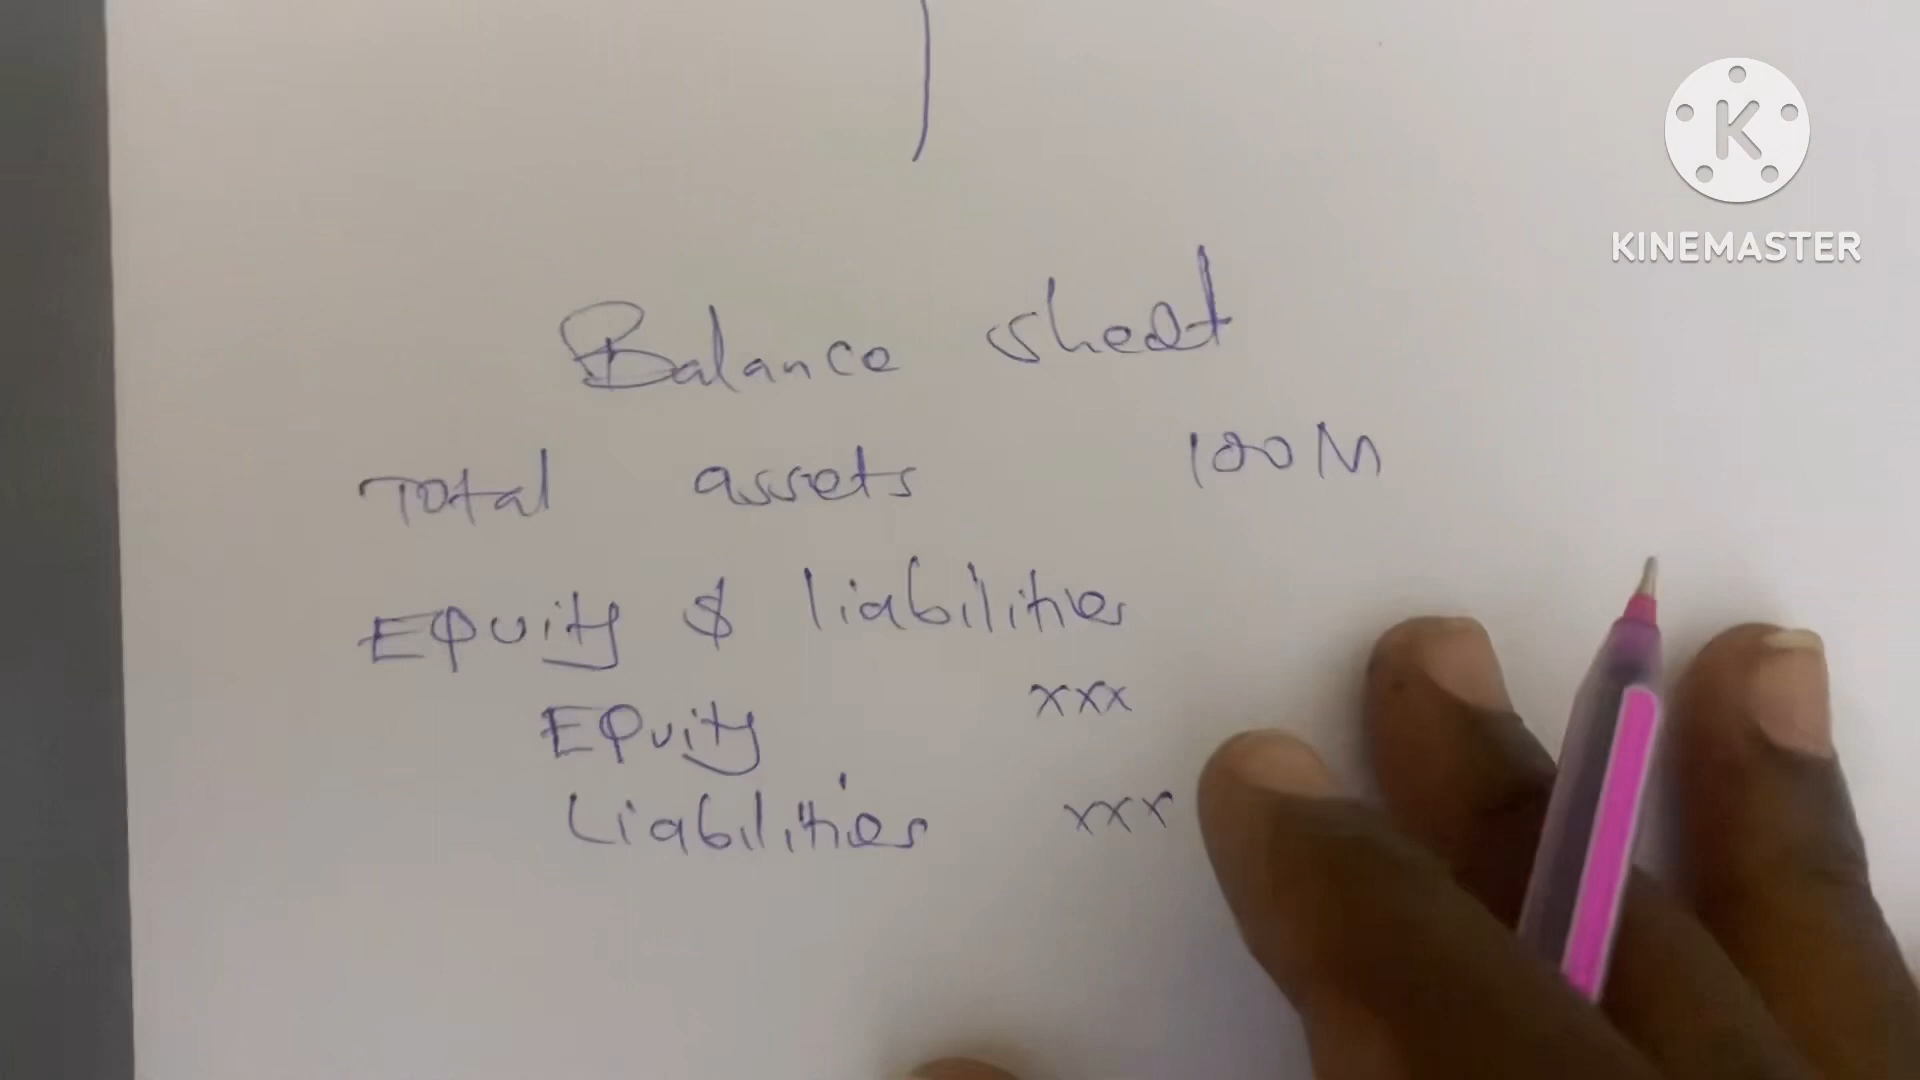 K
KINEMASTER
Balance sheet
Total assets 100M
Equity & liabilities
Equity xxx
Liabilities xxx